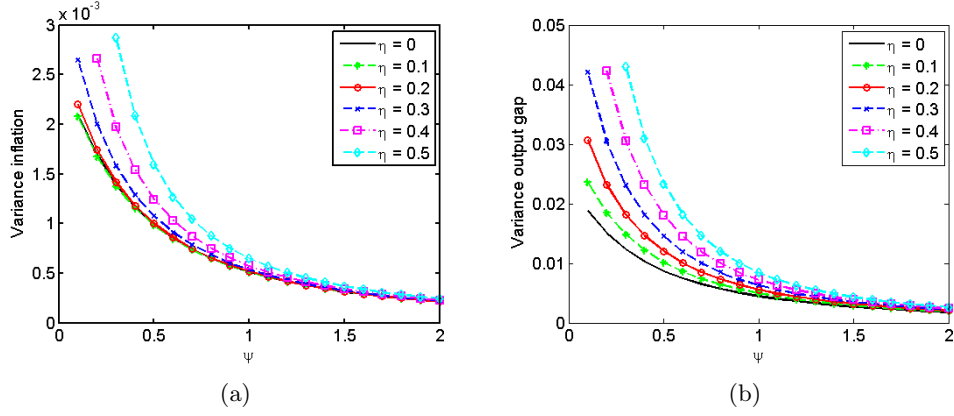 x 10⁻³
3
2.5
2
1.5
1
0.5
0
Variance inflation
0 0.5 1 1.5 2
ψ
η = 0
η = 0.1
η = 0.2
η = 0.3
η = 0.4
η = 0.5
(a)
0.05
0.04
0.03
0.02
0.01
0
Variance output gap
0 0.5 1 1.5 2
ψ
η = 0
η = 0.1
η = 0.2
η = 0.3
η = 0.4
η = 0.5
(b)